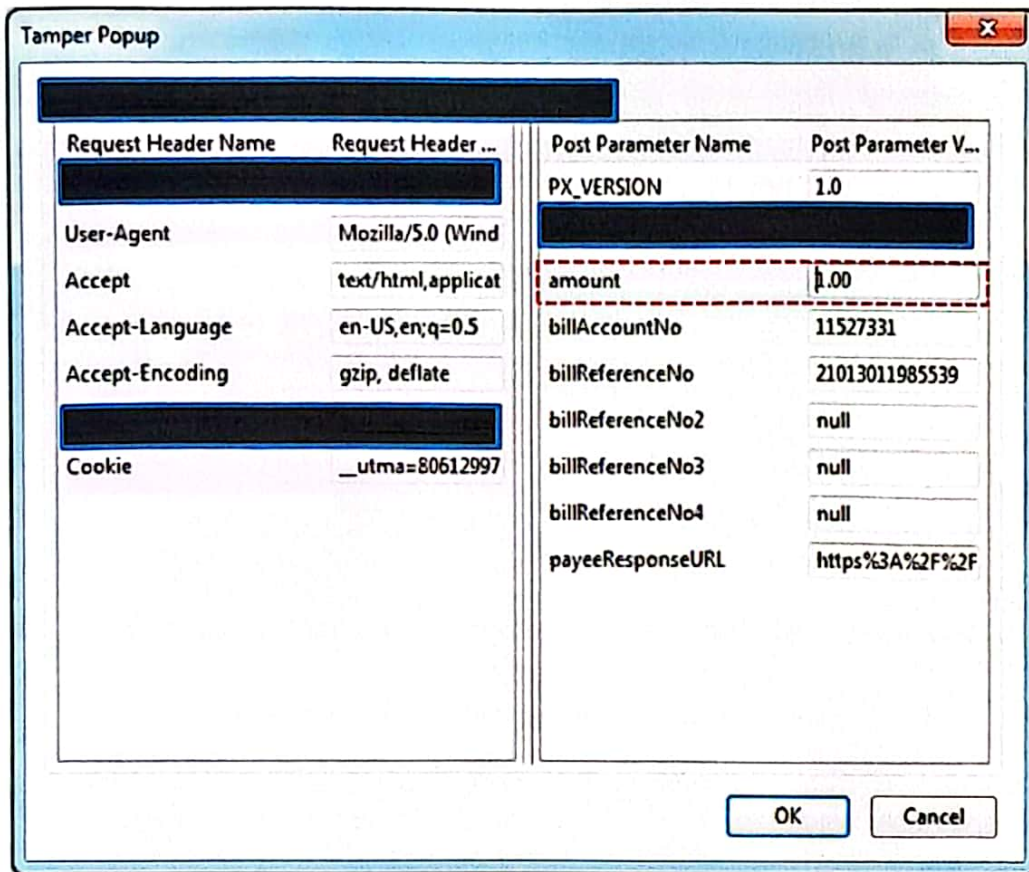 Tamper Popup
Request Header Name Request Header ...
User-Agent Mozilla/5.0 (Wind
Accept text/html,applicat
Accept-Language en-US,en;q=0.5
Accept-Encoding gzip, deflate
Cookie __utma=80612997
Post Parameter Name Post Parameter V...
PX_VERSION 1.0
amount 1.00
billAccountNo 11527331
billReferenceNo 21013011985539
billReferenceNo2 null
billReferenceNo3 null
billReferenceNo4 null
payeeResponseURL https%3A%2F%2F
OK Cancel